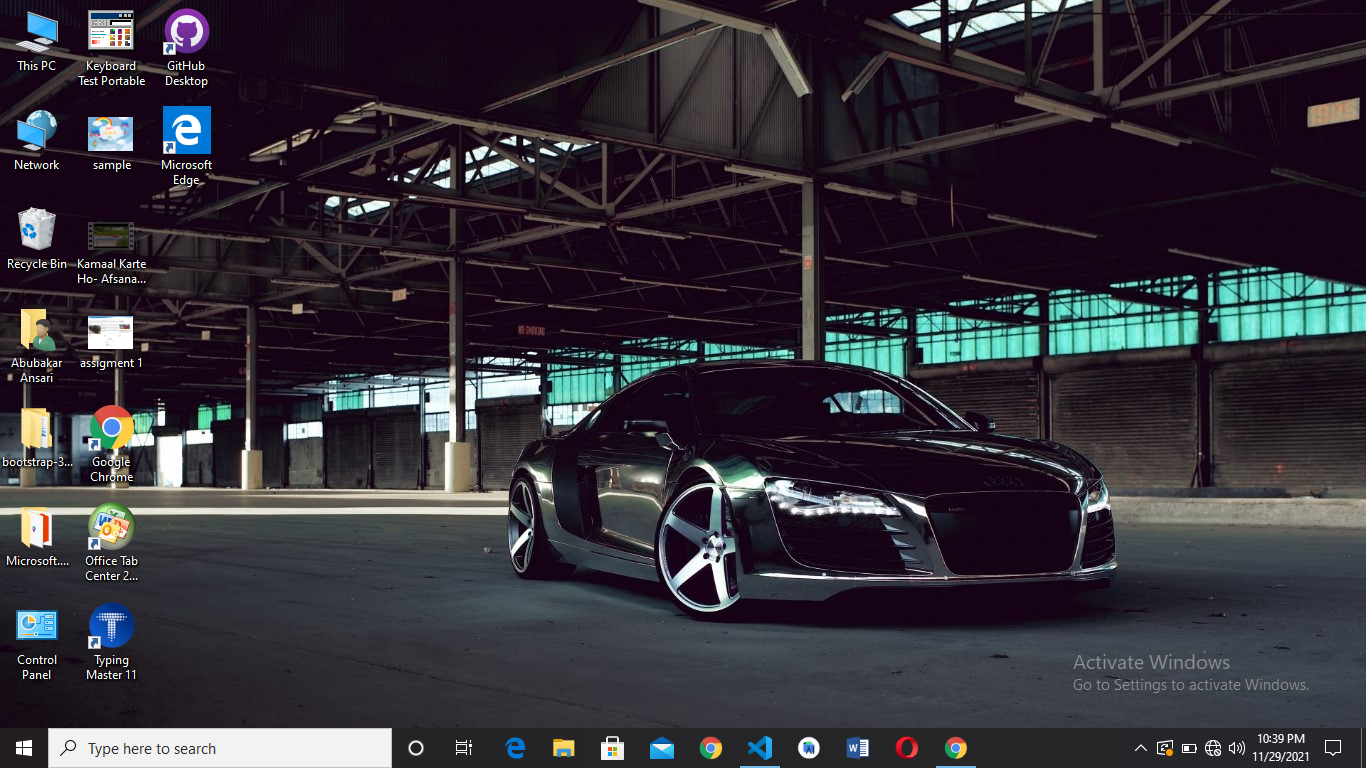 This PC
Keyboard
Test Portable
GitHub
Desktop
Network
sample
Microsoft
Edge
Recycle Bin
Kamaal Karte
Ho- Afsana...
Abubakar
Ansari
assigment 1
bootstrap-3...
Google
Chrome
Microsoft....
Office Tab
Center 2...
Control
Panel
Typing
Master 11
NO SMOKING
Activate Windows
Go to Settings to activate Windows.
Type here to search
10:39 PM
11/29/2021